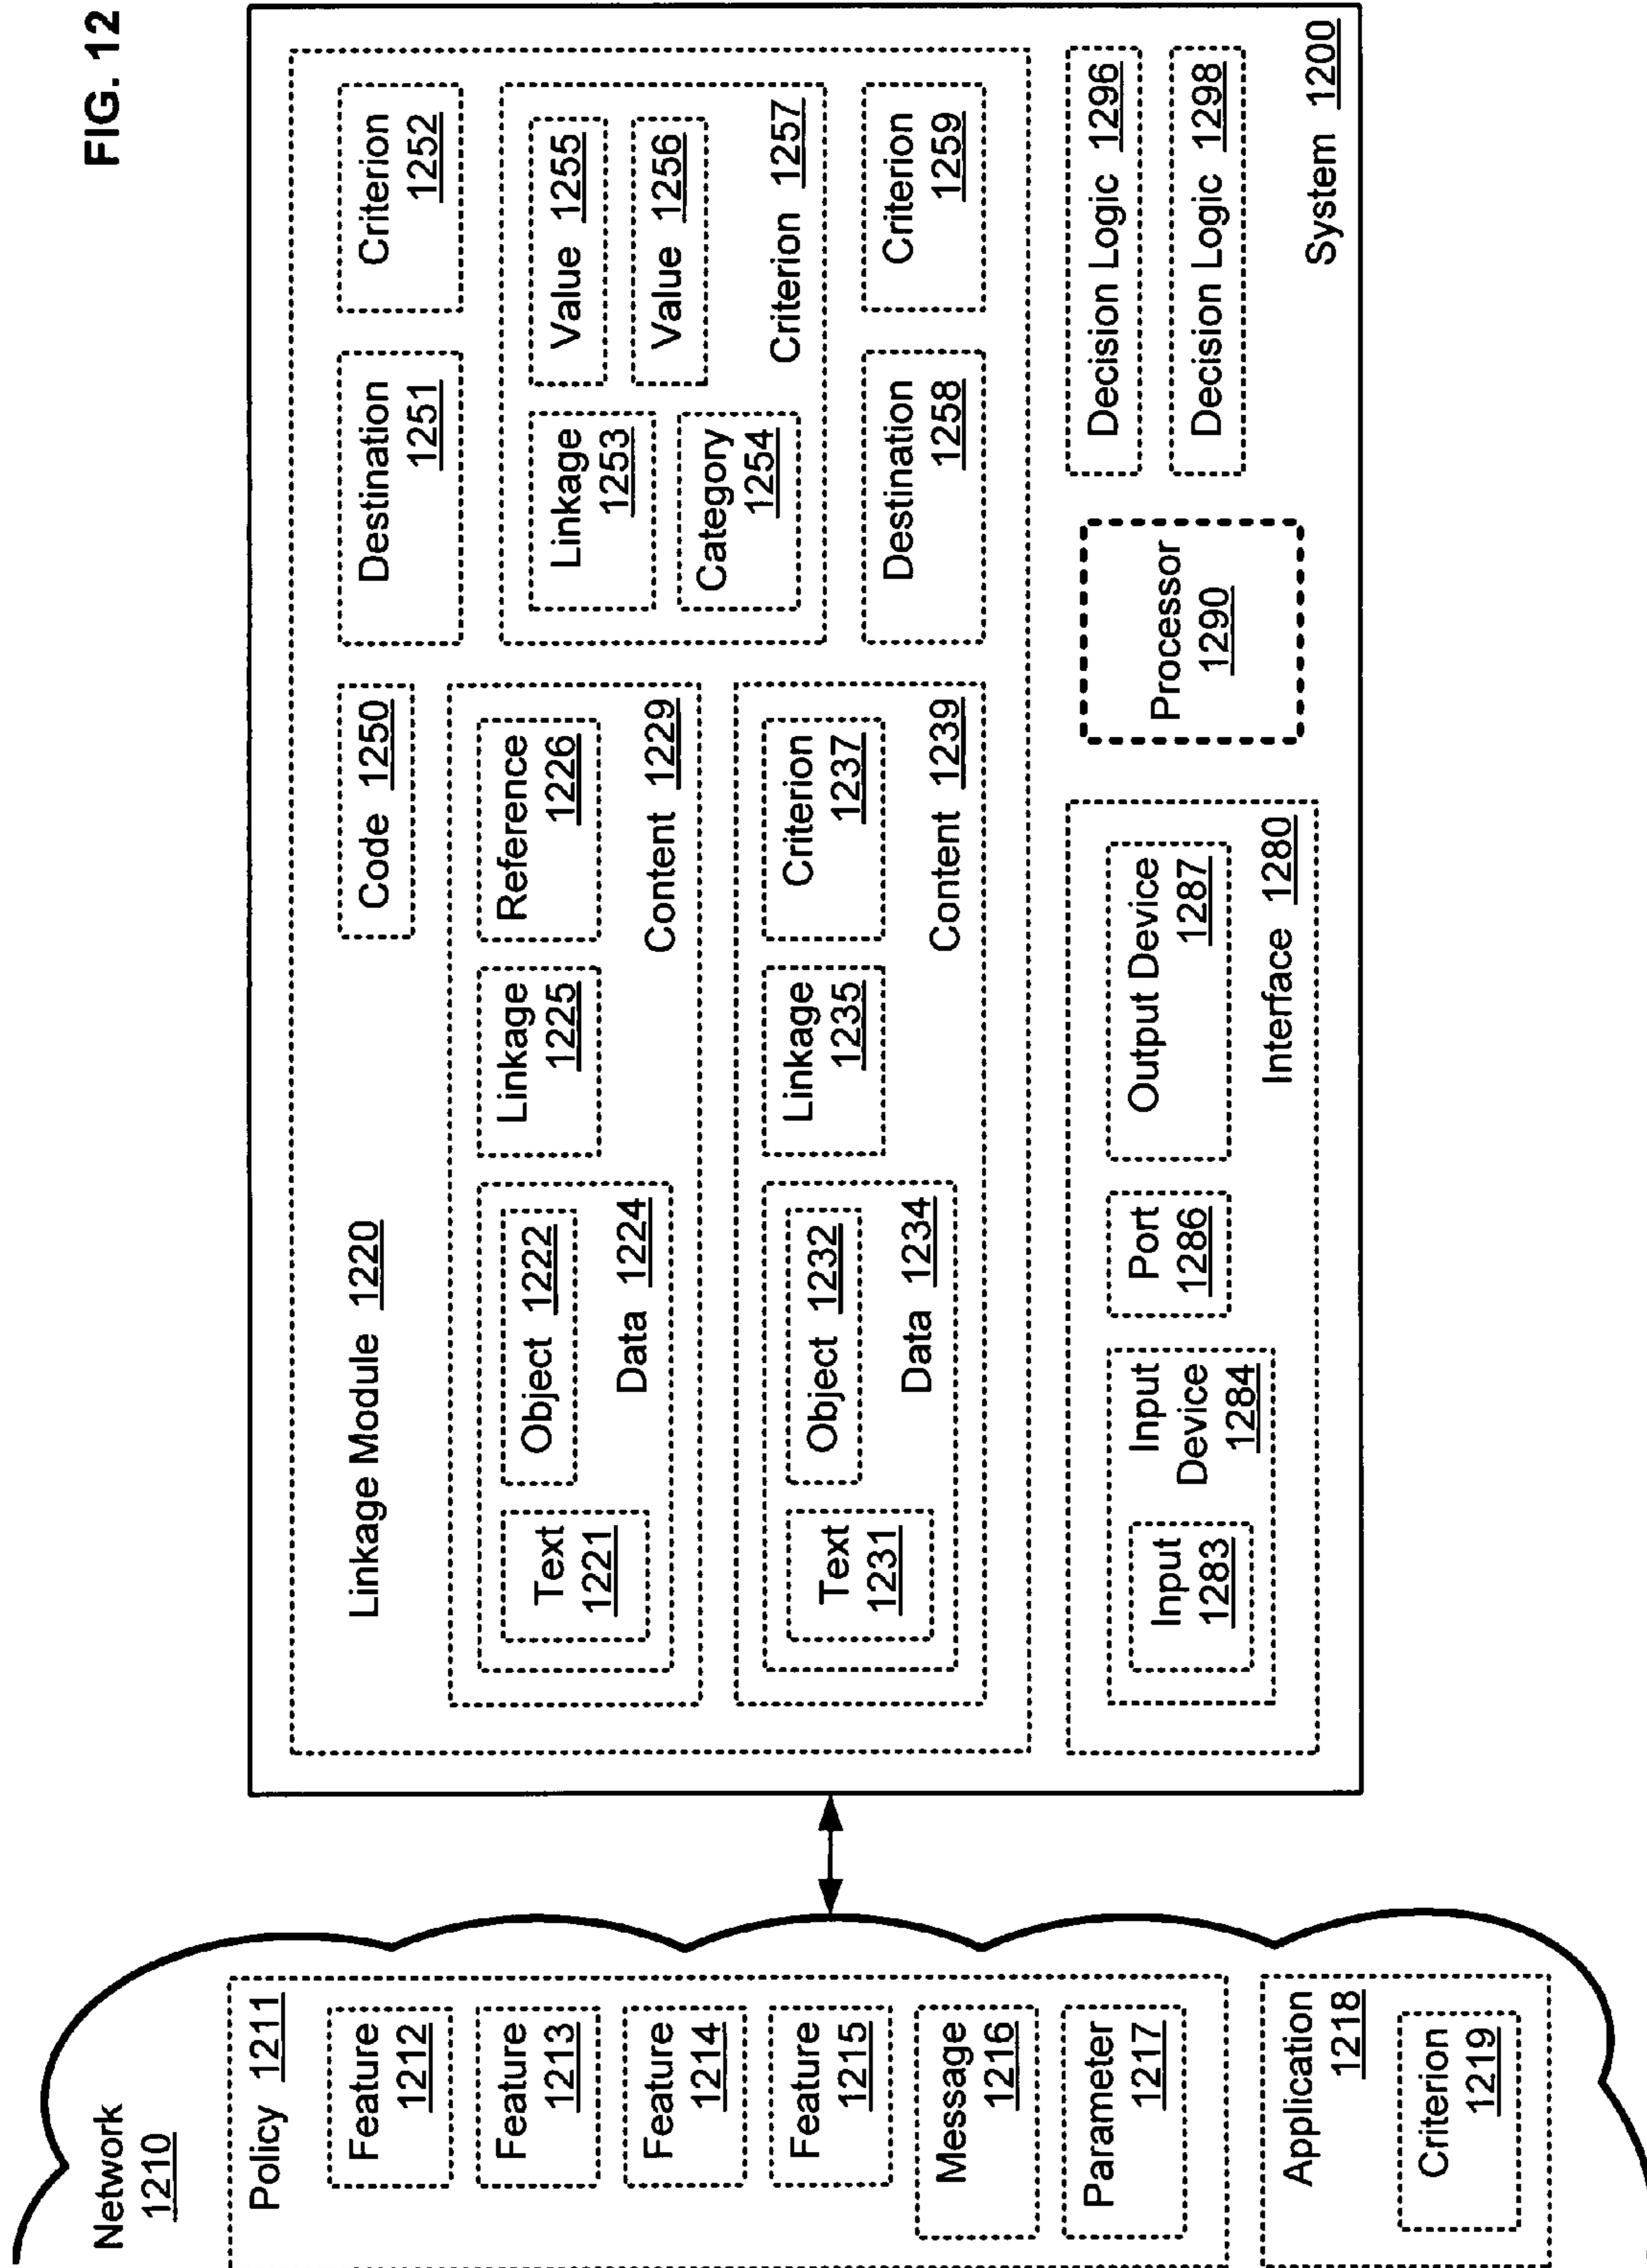 FIG. 12
Network
1210
Policy 1211
Feature
1212
Feature
1213
Feature
1214
Feature
1215
Message
1216
Parameter
1217
Application
1218
Criterion
1219
Linkage Module 1220
Code 1250
Text
1221
Object 1222
Data 1224
Linkage
1225
Reference
1226
Content 1229
Text
1231
Object 1232
Data 1234
Linkage
1235
Criterion
1237
Content 1239
Destination
1251
Criterion
1252
Linkage
1253
Category
1254
Value 1255
Value 1256
Criterion 1257
Destination
1258
Criterion
1259
Input
1283
Input
Device
1284
Port
1286
Output Device
1287
Interface 1280
Processor
1290
Decision Logic 1296
Decision Logic 1298
System 1200